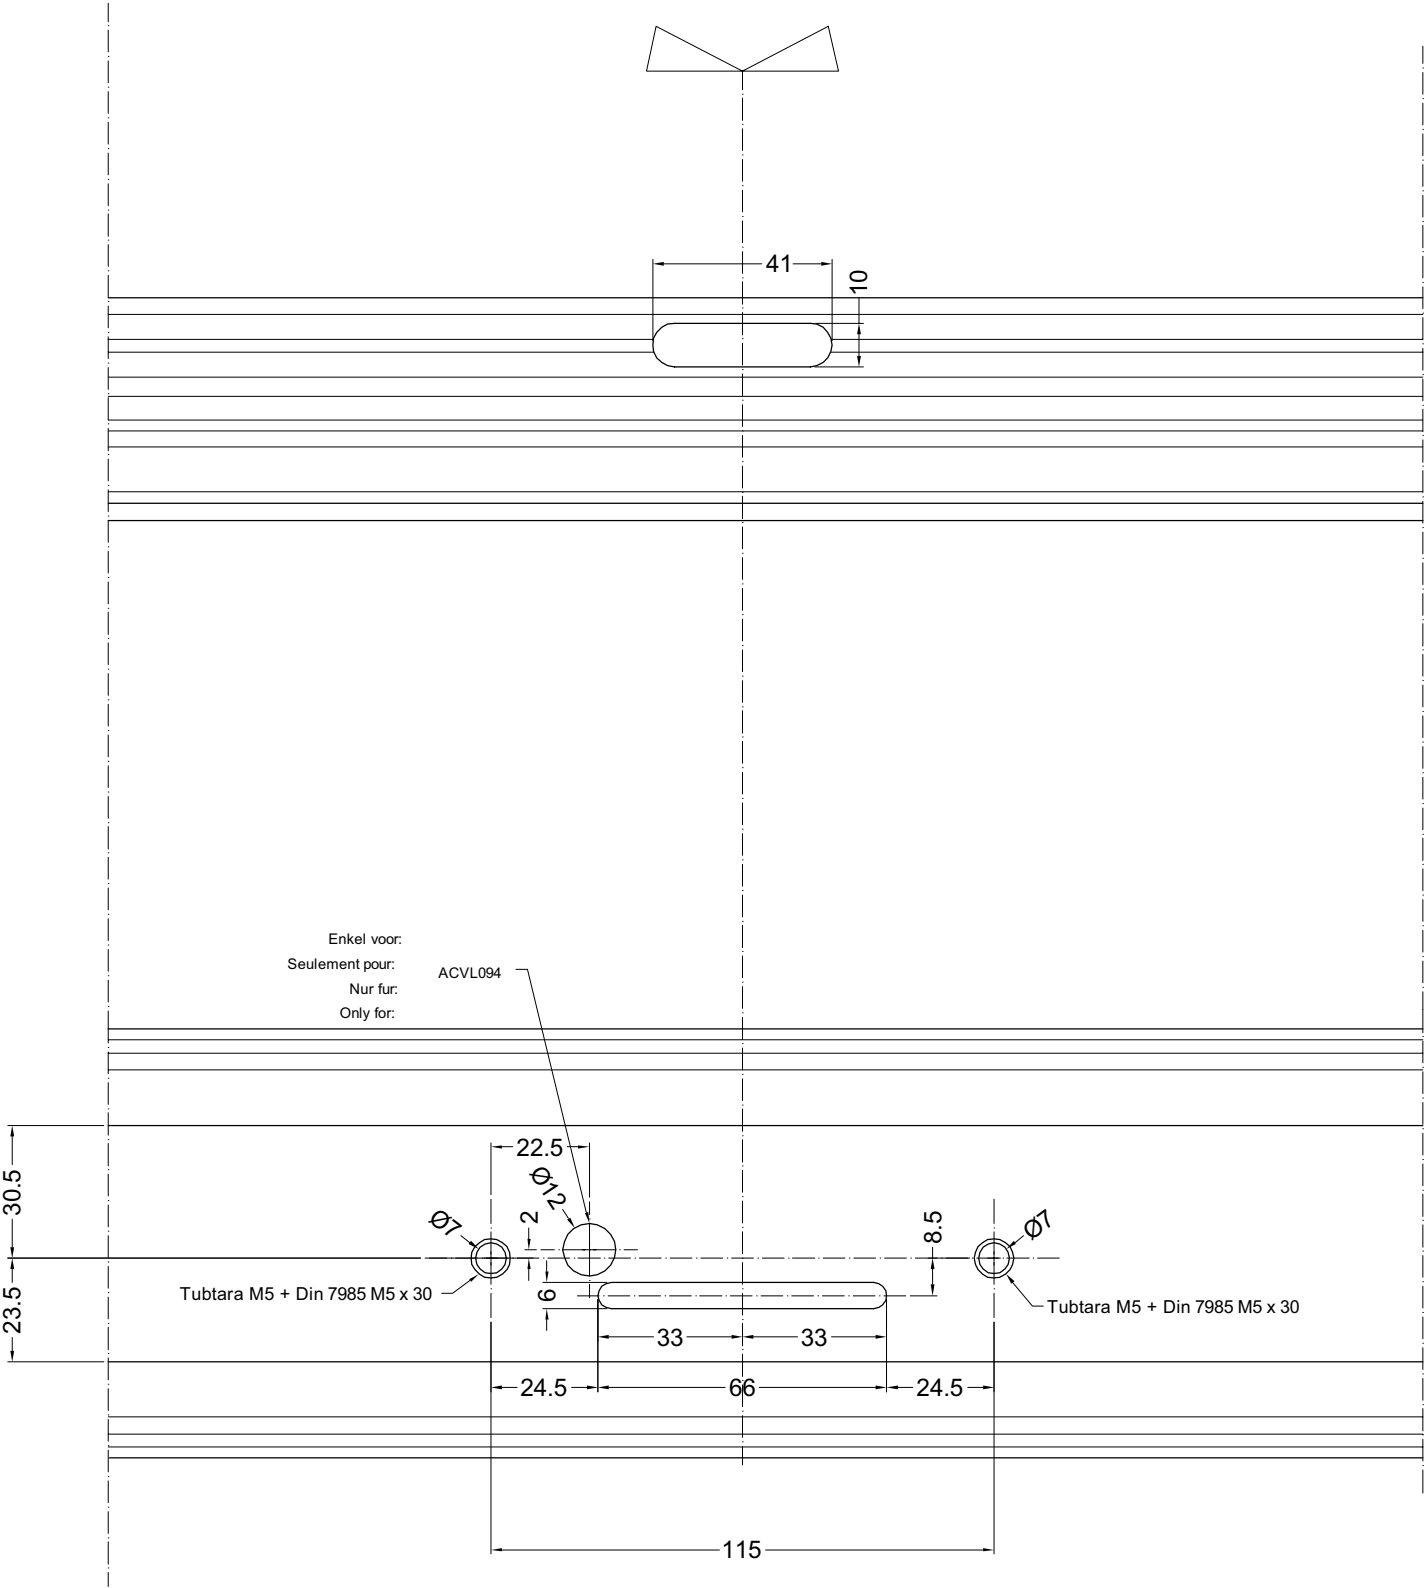 41
10
Enkel voor:
Seulement pour:
ACVL094
Nur fur:
Only for:
22.5
Ø12
30.5
2
8.5
Ø7
Ø7
Tubtara M5 + Din 7985 M5 x 30
6
Tubtara M5 + Din 7985 M5 x 30
23.5
33
33
24.5
66
24.5
115